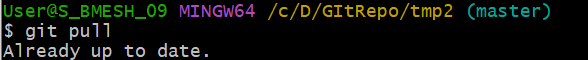 User@S_BMESH_09 MINGW64 /c/D/GItRepo/tmp2 (master)
$ git pull
Already up to date.